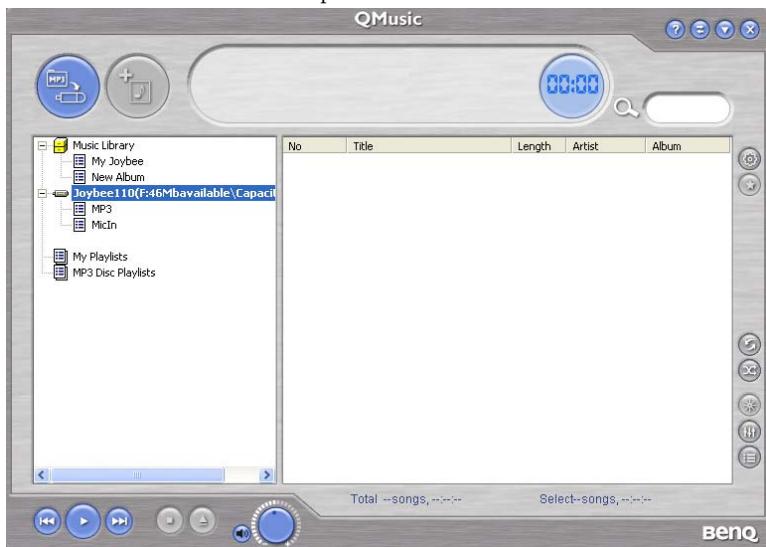 QMusic
MP3
00:00
Music Library
My Joybee
New Album
Joybee110(F:46Mbavailable\Capacit
MP3
MicIn
My Playlists
MP3 Disc Playlists
No Title Length Artist Album
Total --songs, --:--:-- Select--songs, --:--:--
BenQ